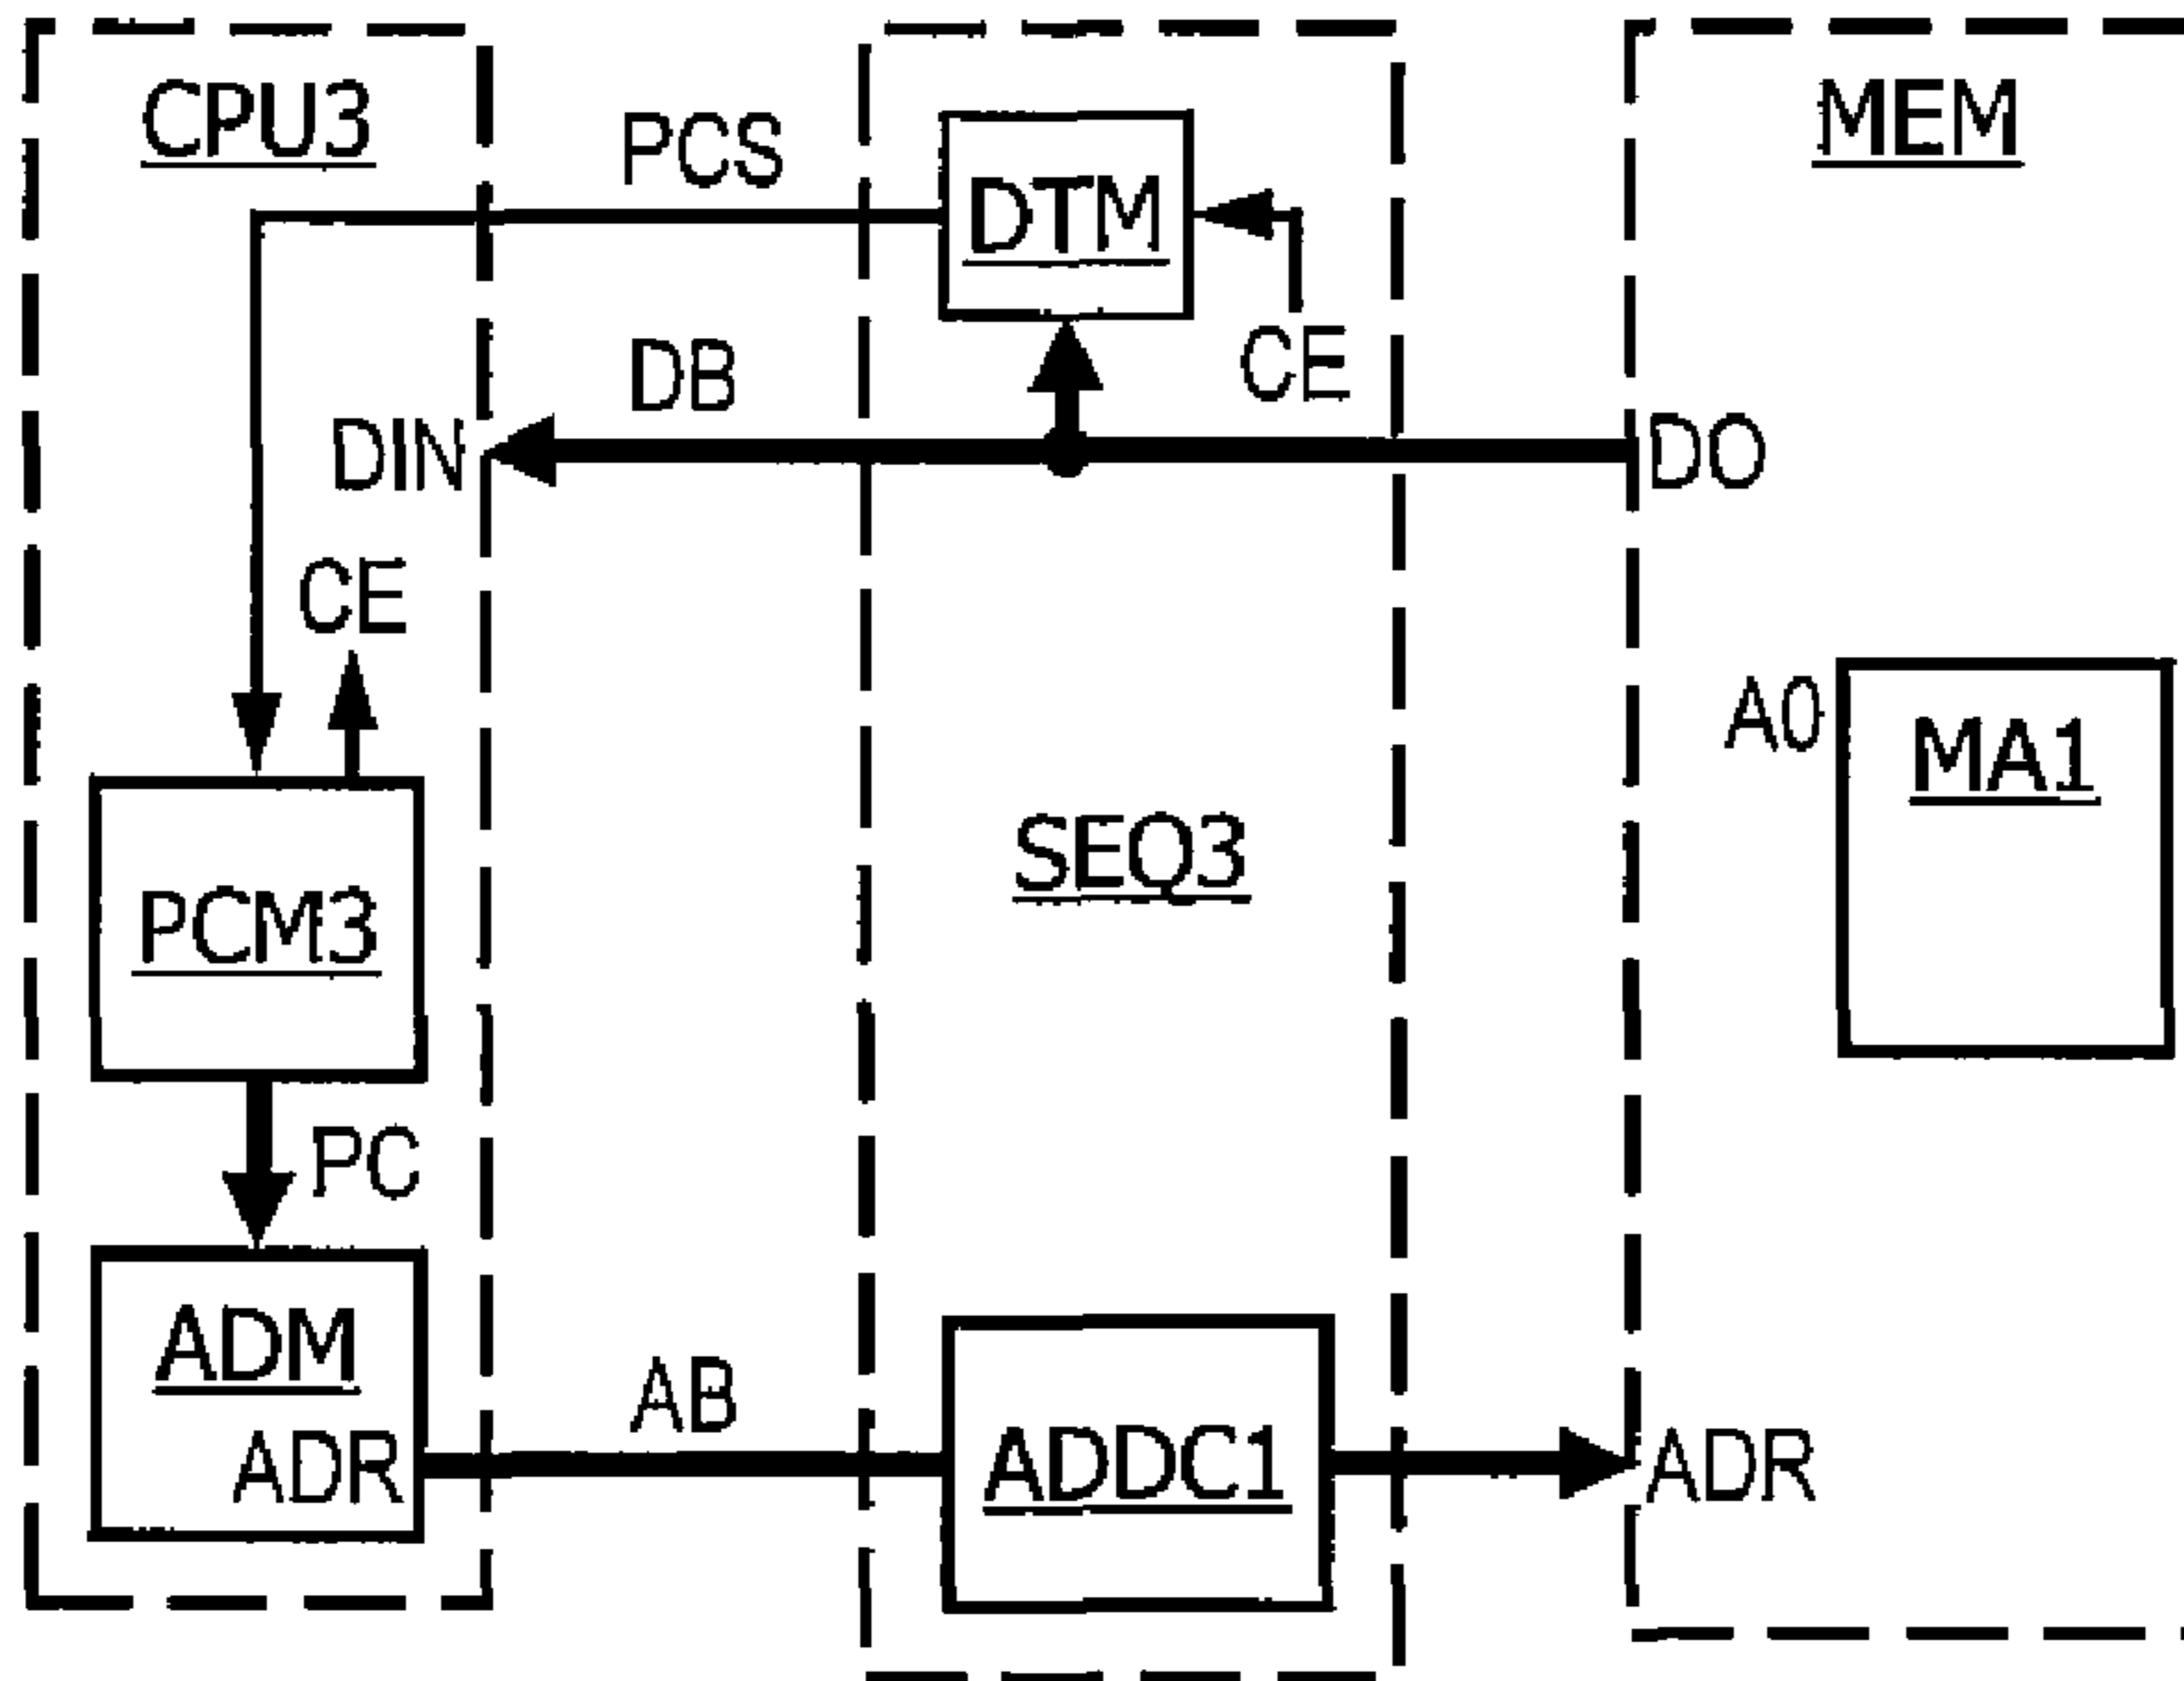 CPU3
PCS
DTM
MEM
DB
CE
DIN
DO
CE
A0
MA1
SEQ3
PCM3
PC
ADM
AB
ADR
ADDC1
ADR